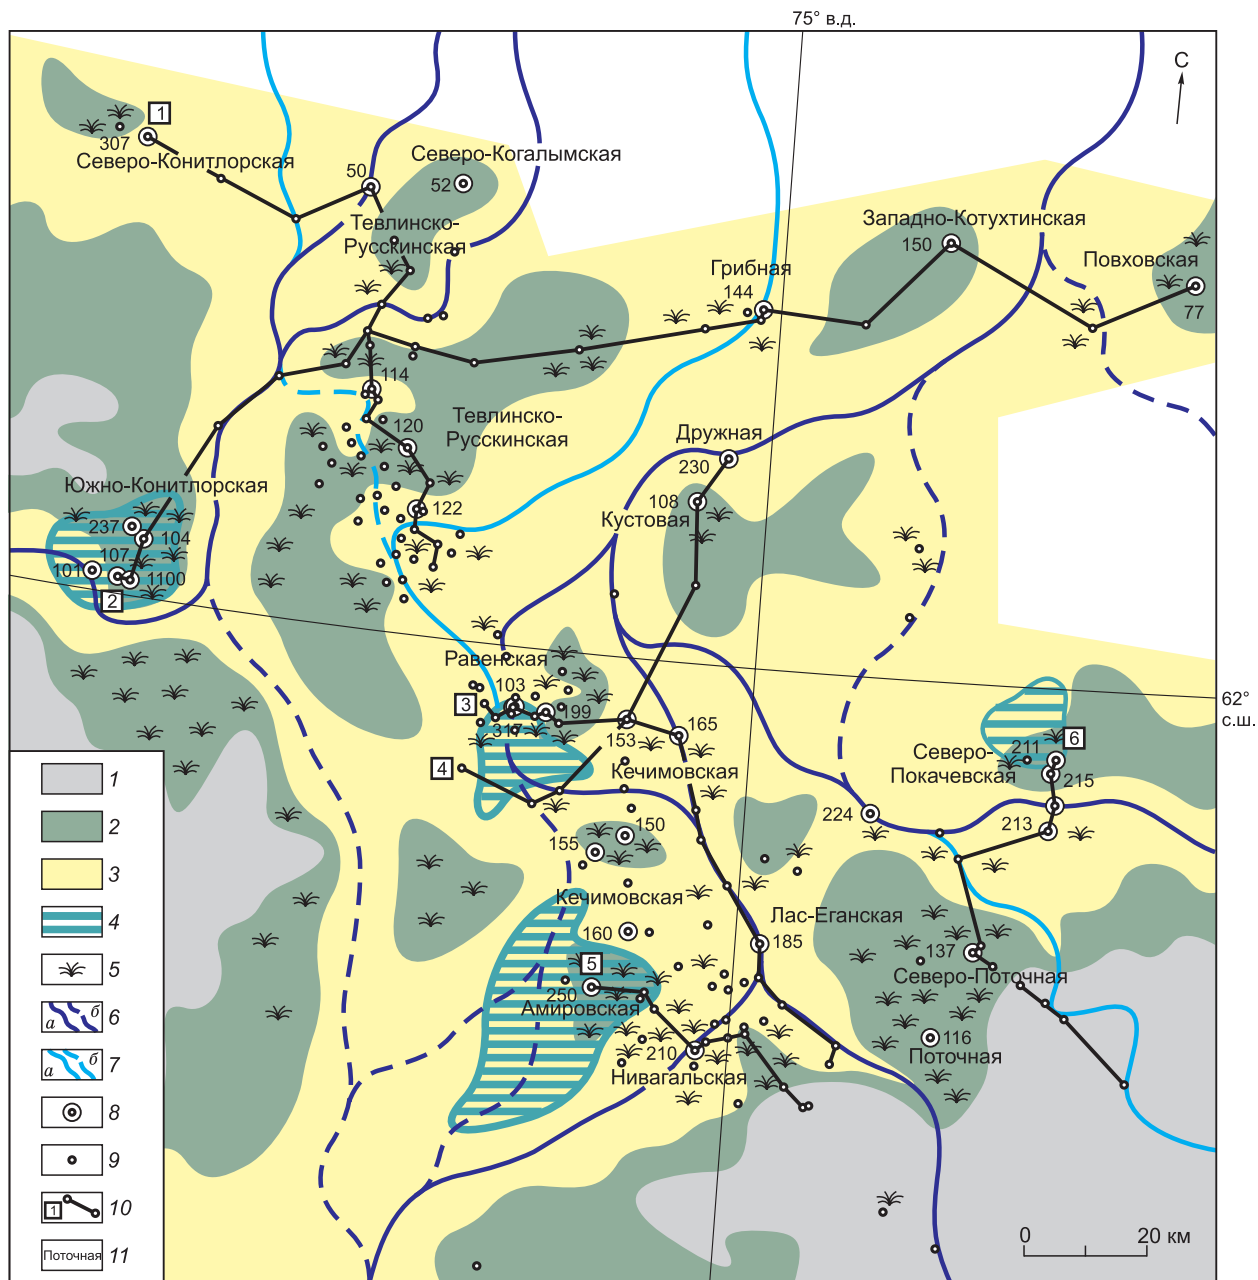 75° в.д.
С
1
307
Северо-Конитлорская
50
Северо-Когалымская
52
Тевлинско-
Русскинская
Западно-Котухтинская
150
Повховская
77
Грибная
144
114
Тевлинско-
Русскинская
120
Дружная
230
Южно-Конитлорская
108
Кустовая
122
237
104
107
101
1100
2
Равенская
103
3
199
317
153
165
62°
с.ш.
6
211
Северо-
Покачевская
215
4
Кечимовская
224
213
150
155
Кечимовская
160
Лас-Еганская
185
137
Северо-Поточная
5
250
Амировская
210
Нивагальская
116
Поточная
1
2
3
4
5
а б 6
а б 7
8
9
1 10
Поточная 11
0 20 км